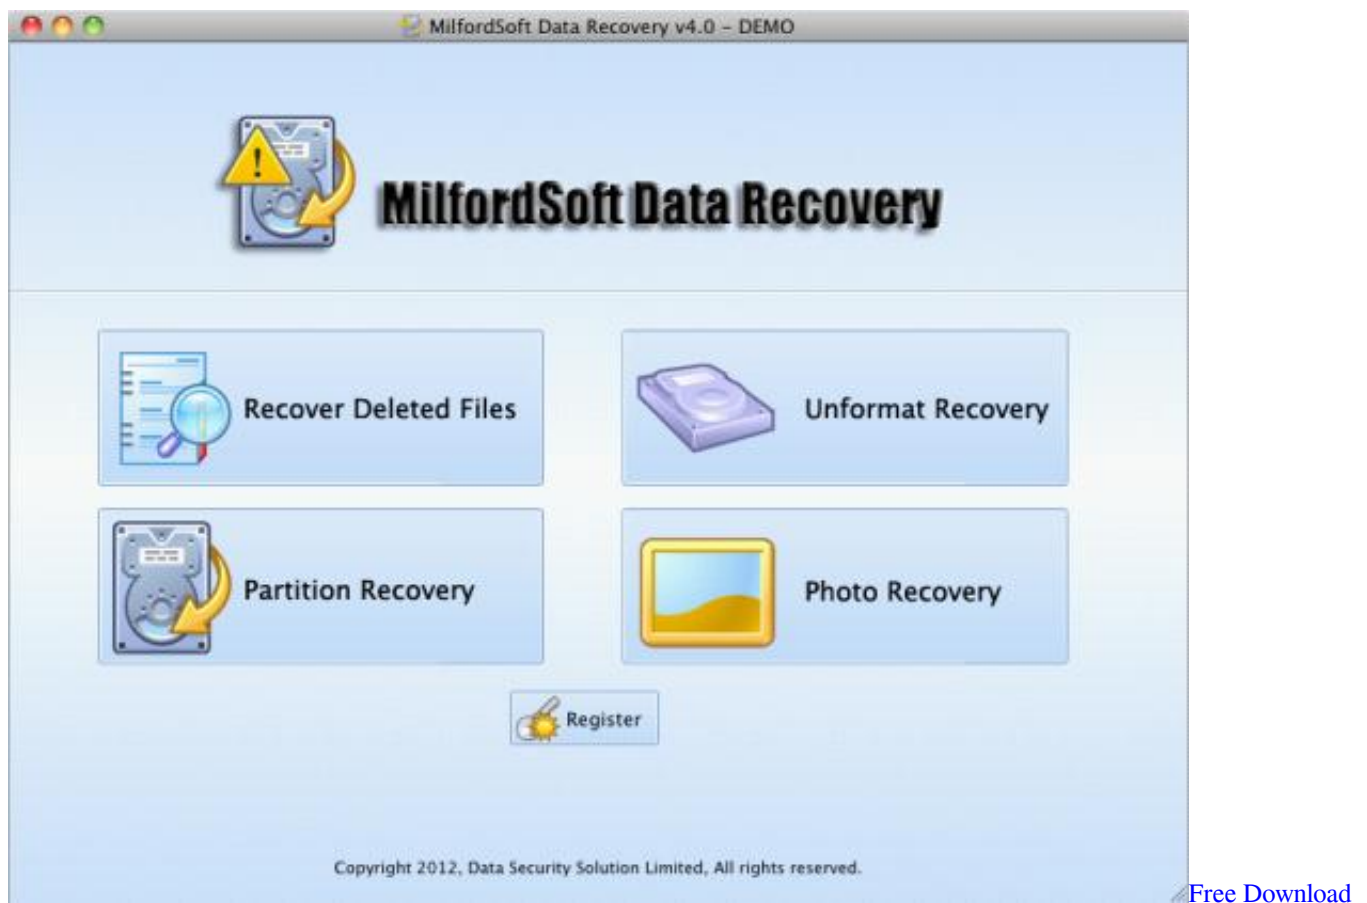 MilfordSoft Data Recovery v4.0 – DEMO
MilfordSoft Data Recovery
Recover Deleted Files
Unformat Recovery
Partition Recovery
Photo Recovery
Register
Copyright 2012, Data Security Solution Limited, All rights reserved.
Free Download